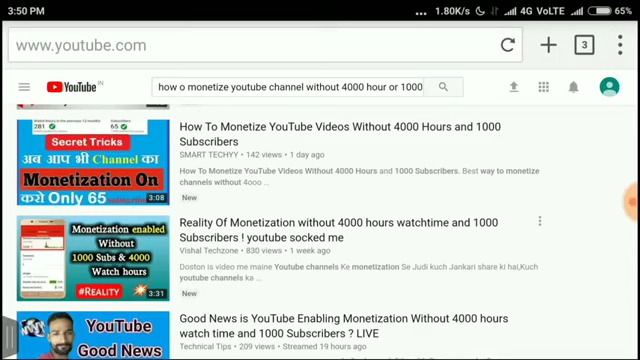 3:50 PM
... 1.80K/s 4G VoLTE 65%
www.youtube.com
3
YouTube IN
how o monetize youtube channel without 4000 hour or 1000
281 65
Secret Tricks
अब आप भी Channel का
Monetization On
करो Only 65
3:08
How To Monetize YouTube Videos Without 4000 Hours and 1000
Subscribers
SMART TECHYY • 142 views • 1 day ago
How To Monetize YouTube Videos Without 4000 Hours and 1000 Subscribers. Best way to monetize
channels without 4ooo ...
New
Monetization enabled
Without
1000 Subs & 4000
Watch hours
#REALITY
3:31
Reality Of Monetization without 4000 hours watchtime and 1000
Subscribers ! youtube socked me
Vishal Techzone • 830 views • 1 week ago
Doston is video me maine Youtube channels Ke monetization Se Judi kuch Jankari share ki hai,Kuch
youtube channels ka ...
New
YouTube
Good News
Good News is YouTube Enabling Monetization Without 4000 hours
watch time and 1000 Subscribers ? LIVE
Technical Tips • 209 views • Streamed 19 hours ago